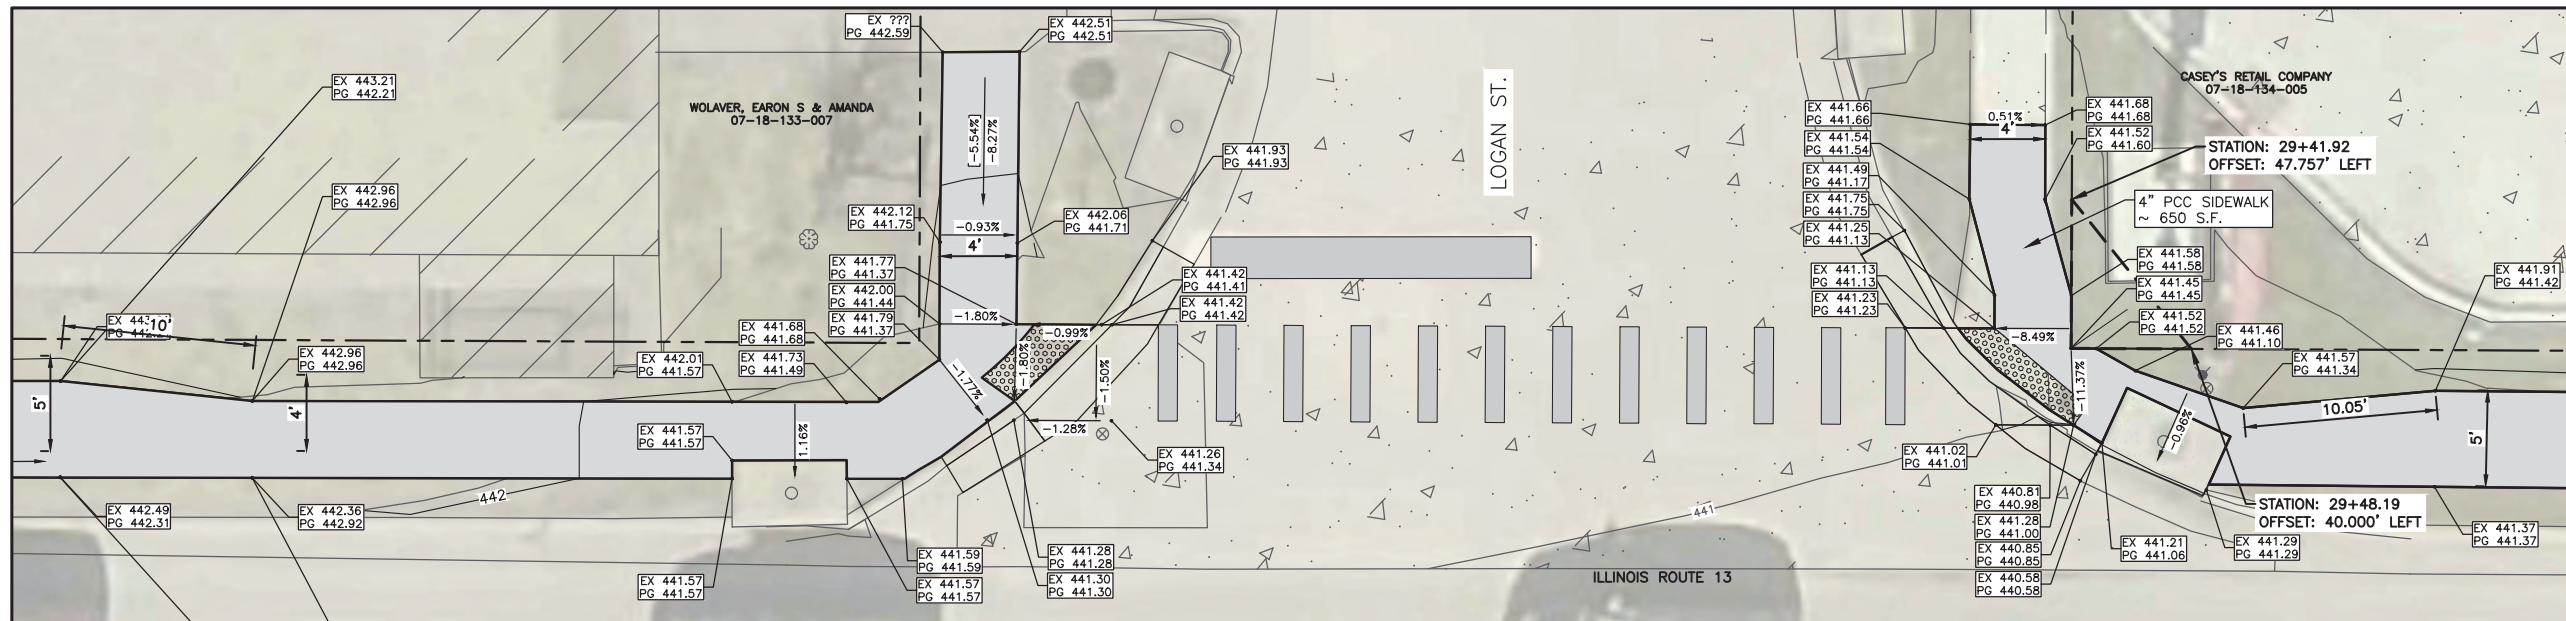 EX ???
PG 442.59
EX 442.51
PG 442.51
EX 443.21
PG 442.21
WOLAVER, EARON S & AMANDA
07-18-133-007
[-5.54%]
-8.27%
LOGAN ST.
CASEY'S RETAIL COMPANY
07-18-134-005
EX 441.66
PG 441.66
0.51%
4'
EX 441.68
PG 441.68
EX 441.54
PG 441.54
EX 441.52
PG 441.60
STATION: 29+41.92
OFFSET: 47.757' LEFT
EX 441.93
PG 441.93
EX 441.49
PG 441.17
EX 442.96
PG 442.96
EX 441.75
PG 441.75
4" PCC SIDEWALK
~ 650 S.F.
EX 442.12
PG 441.75
-0.93%
4'
EX 442.06
PG 441.71
EX 441.25
PG 441.13
EX 441.77
PG 441.37
EX 441.42
PG 441.41
EX 441.13
PG 441.13
EX 441.58
PG 441.58
EX 441.91
PG 441.42
EX 442.00
PG 441.44
EX 441.42
PG 441.42
EX 441.23
PG 441.23
EX 441.45
PG 441.45
EX 441.79
PG 441.37
-1.80%
-0.99%
EX 441.52
PG 441.52
10'
EX 441.68
PG 441.68
-8.49%
EX 441.46
PG 441.10
EX 442.96
PG 442.96
EX 442.01
PG 441.57
EX 441.73
PG 441.49
-1.77%
-1.80%
-1.50%
-11.37%
EX 441.57
PG 441.34
5'
4'
10.05'
5'
EX 441.57
PG 441.57
1.16%
-1.28%
-0.96%
EX 441.26
PG 441.34
EX 441.02
PG 441.01
442
441
EX 442.49
PG 442.31
EX 442.36
PG 442.92
EX 440.81
PG 440.98
STATION: 29+48.19
OFFSET: 40.000' LEFT
EX 441.28
PG 441.00
EX 441.37
PG 441.37
EX 441.59
PG 441.59
EX 441.28
PG 441.28
EX 440.85
PG 440.85
EX 441.21
PG 441.06
EX 441.29
PG 441.29
EX 441.57
PG 441.57
EX 441.57
PG 441.57
EX 441.30
PG 441.30
EX 440.58
PG 440.58
ILLINOIS ROUTE 13